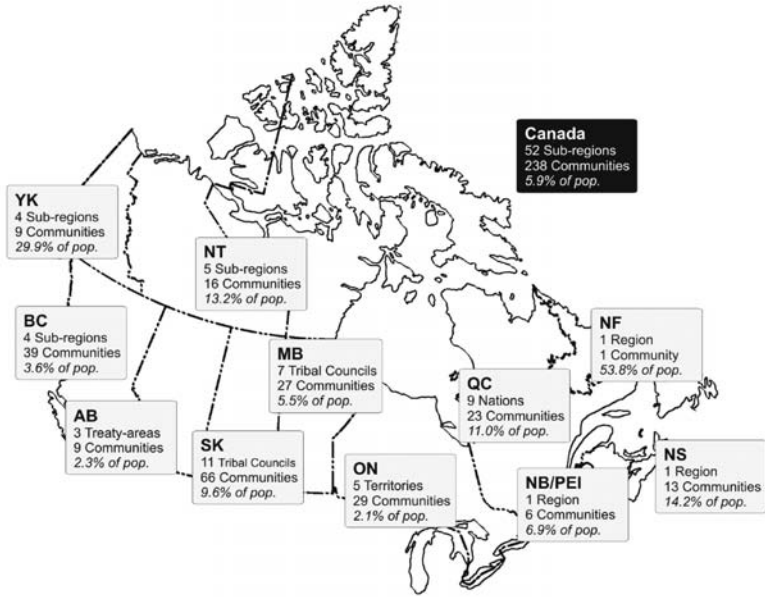 Canada
52 Sub-regions
238 Communities
5.9% of pop.
YK
4 Sub-regions
9 Communities
29.9% of pop.
NT
5 Sub-regions
16 Communities
13.2% of pop.
BC
4 Sub-regions
39 Communities
3.6% of pop.
NF
1 Region
1 Community
53.8% of pop.
MB
7 Tribal Councils
27 Communities
5.5% of pop.
QC
9 Nations
23 Communities
11.0% of pop.
AB
3 Treaty-areas
9 Communities
2.3% of pop.
SK
11 Tribal Councils
66 Communities
9.6% of pop.
ON
5 Territories
29 Communities
2.1% of pop.
NB/PEI
1 Region
6 Communities
6.9% of pop.
NS
1 Region
13 Communities
14.2% of pop.